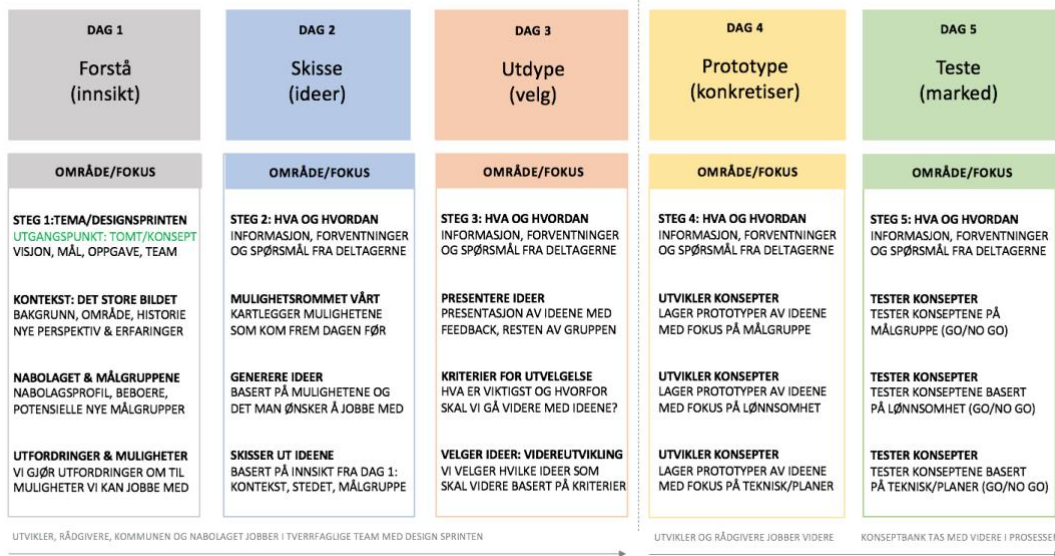 DAG 1
Forstå
(innsikt)
OMRÅDE/FOKUS
STEG 1:TEMA/DESIGNSPRINTEN
UTGANGSPUNKT: TOMT/KONSEPT
VISJON, MÅL, OPPGAVE, TEAM
KONTEKST: DET STORE BILDET
BAKGRUNN, OMRÅDE, HISTORIE
NYE PERSPEKTIV & ERFARINGER
NABOLAGET & MÅLGRUPPENE
NABOLAGSPROFIL, BEBOERE,
POTENSIELLE NYE MÅLGRUPPER
UTFORDRINGER & MULIGHETER
VI GJØR UTFORDRINGER OM TIL
MULIGHETER VI KAN JOBBE MED
DAG 2
Skisse
(ideer)
OMRÅDE/FOKUS
STEG 2: HVA OG HVORDAN
INFORMASJON, FORVENTNINGER
OG SPØRSMÅL FRA DELTAGERNE
MULIGHETSROMMET VÅRT
KARTLEGGER MULIGHETENE
SOM KOM FREM DAGEN FØR
GENERERE IDEER
BASERT PÅ MULIGHETENE OG
DET MAN ØNSKER Å JOBBE MED
SKISSER UT IDEENE
BASERT PÅ INNSIKT FRA DAG 1:
KONTEKST, STEDET, MÅLGRUPPE
DAG 3
Utdype
(velg)
OMRÅDE/FOKUS
STEG 3: HVA OG HVORDAN
INFORMASJON, FORVENTNINGER
OG SPØRSMÅL FRA DELTAGERNE
PRESENTERE IDEER
PRESENTASJON AV IDEENE MED
FEEDBACK, RESTEN AV GRUPPEN
KRITERIER FOR UTVELGELSE
HVA ER VIKTIGST OG HVORFOR
SKAL VI GÅ VIDERE MED IDEENE?
VELGER IDEER: VIDEREUTVIKLING
VI VELGER HVILKE IDEER SOM
SKAL VIDERE BASERT PÅ KRITERIER
DAG 4
Prototype
(konkretiser)
OMRÅDE/FOKUS
STEG 4: HVA OG HVORDAN
INFORMASJON, FORVENTNINGER
OG SPØRSMÅL FRA DELTAGERNE
UTVIKLER KONSEPTER
LAGER PROTOTYPER AV IDEENE
MED FOKUS PÅ MÅLGRUPPE
UTVIKLER KONSEPTER
LAGER PROTOTYPER AV IDEENE
MED FOKUS PÅ LØNNSOMHET
UTVIKLER KONSEPTER
LAGER PROTOTYPER AV IDEENE
MED FOKUS PÅ TEKNISK/PLANER
DAG 5
Teste
(marked)
OMRÅDE/FOKUS
STEG 5: HVA OG HVORDAN
INFORMASJON, FORVENTNINGER
OG SPØRSMÅL FRA DELTAGERNE
TESTER KONSEPTER
TESTER KONSEPTENE PÅ
MÅLGRUPPE (GO/NO GO)
TESTER KONSEPTER
TESTER KONSEPTENE BASERT
PÅ LØNNSOMHET (GO/NO GO)
TESTER KONSEPTER
TESTER KONSEPTENE BASERT
PÅ TEKNISK/PLANER (GO/NO GO)
UTVIKLER, RÅDGIVERE, KOMMUNEN OG NABOLAGET JOBBER I TVERRFAGLIGE TEAM MED DESIGN SPRINTEN
UTVIKLER OG RÅDGIVERE JOBBER VIDERE
KONSEPTBANK TAS MED VIDERE I PROSESSEN